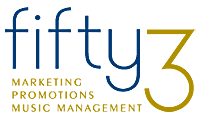 fifty3
MARKETING
PROMOTIONS
MUSIC MANAGEMENT